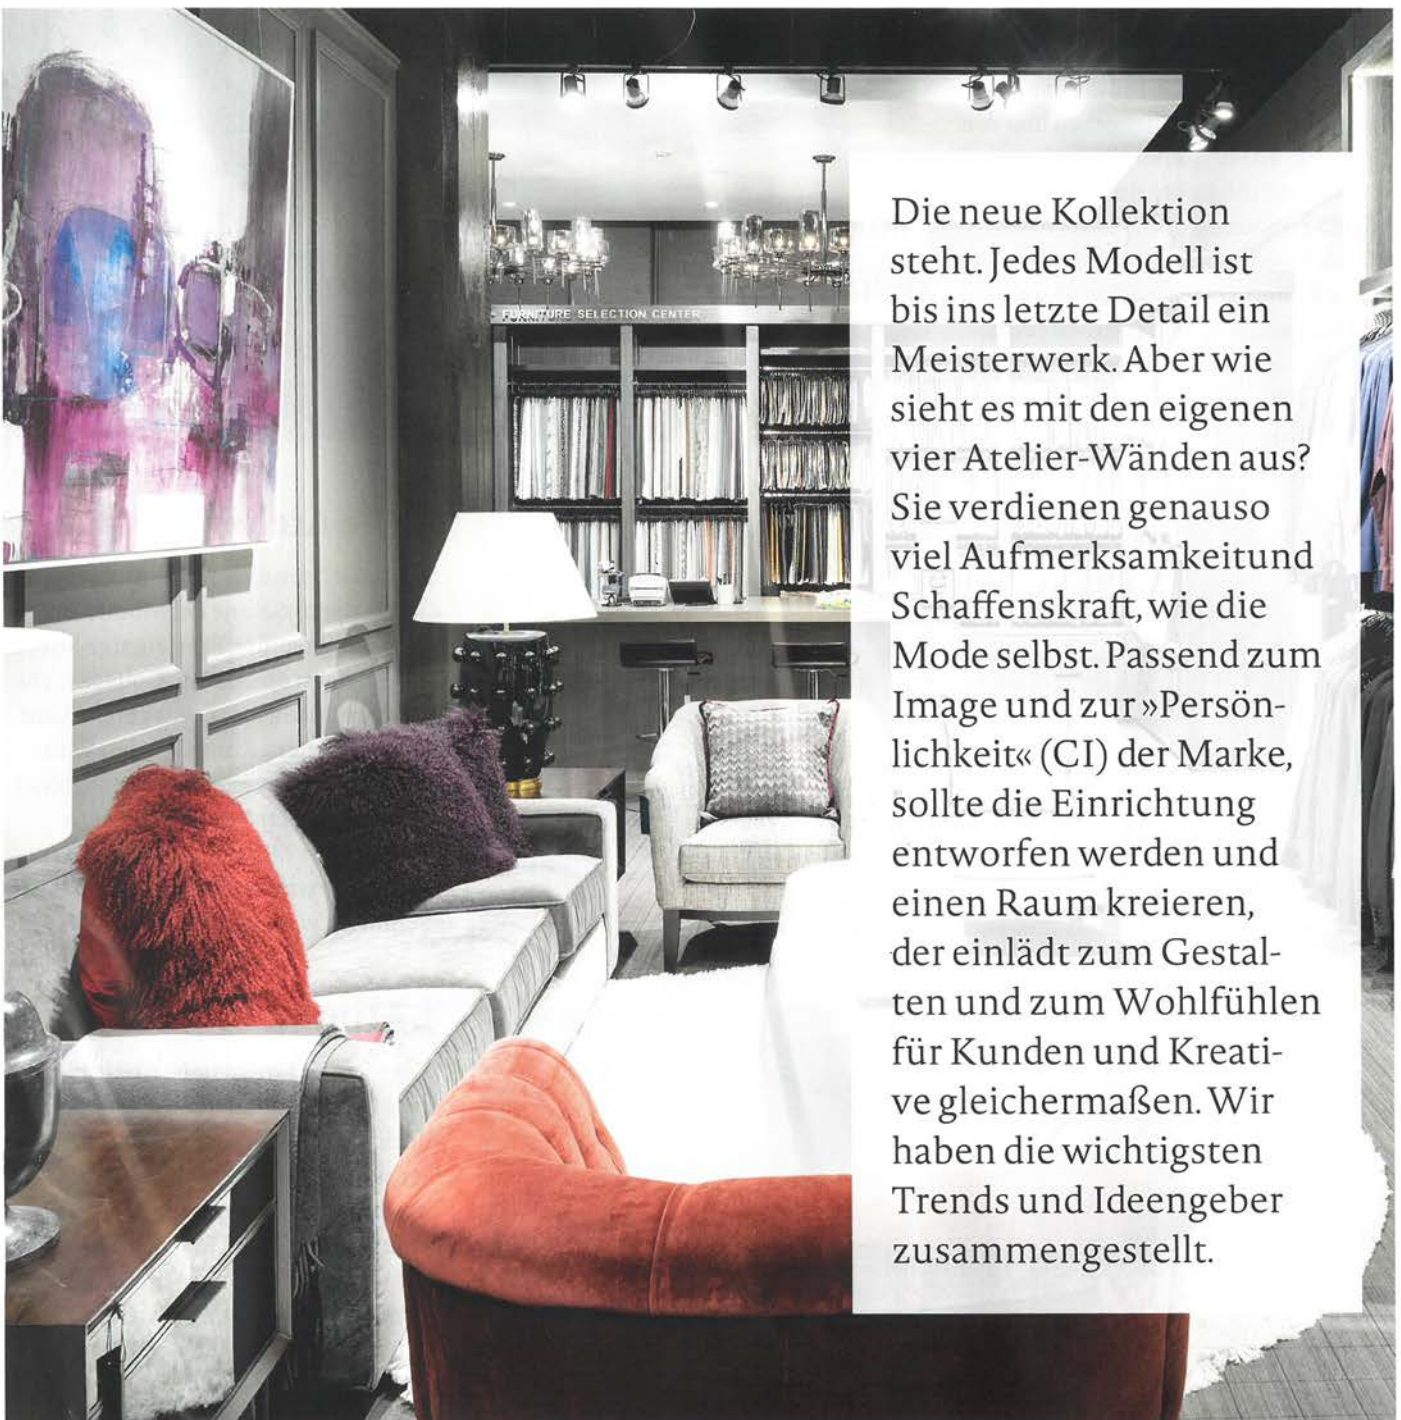 FURNITURE SELECTION CENTER
Die neue Kollektion
steht. Jedes Modell ist
bis ins letzte Detail ein
Meisterwerk. Aber wie
sieht es mit den eigenen
vier Atelier-Wänden aus?
Sie verdienen genauso
viel Aufmerksamkeitund
Schaffenskraft, wie die
Mode selbst. Passend zum
Image und zur »Persön-
lichkeit« (CI) der Marke,
sollte die Einrichtung
entworfen werden und
einen Raum kreieren,
der einlädt zum Gestal-
ten und zum Wohlfühlen
für Kunden und Kreati-
ve gleichermaßen. Wir
haben die wichtigsten
Trends und Ideengeber
zusammengestellt.